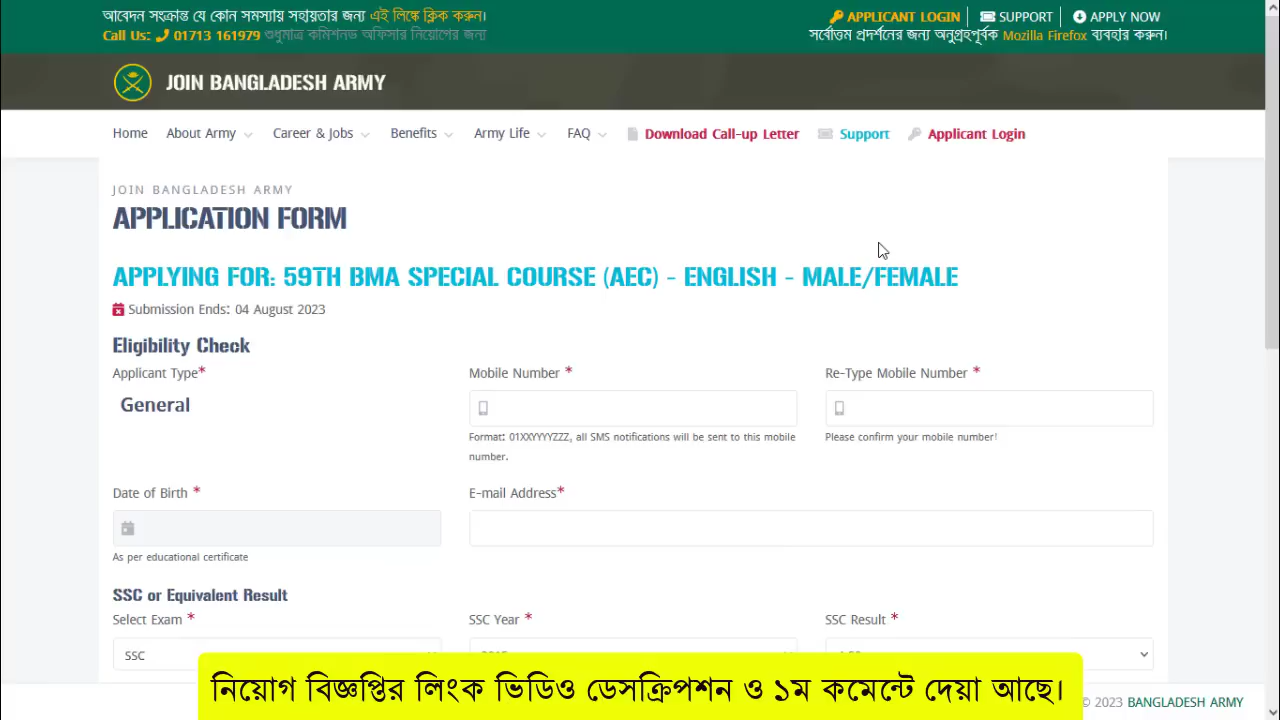 আবেদন সংক্রান্ত যে কোন সমস্যায় সহায়তার জন্য এই লিঙ্কে ক্লিক করুন।
APPLICANT LOGIN SUPPORT APPLY NOW
Call Us: 01713 161979 শুধুমাত্র কমিশনড অফিসার নিয়োগের জন্য
সর্বোত্তম প্রদর্শনের জন্য অনুগ্রহপূর্বক Mozilla Firefox ব্যবহার করুন।
JOIN BANGLADESH ARMY
Home About Army Career & Jobs Benefits Army Life FAQ Download Call-up Letter Support Applicant Login
JOIN BANGLADESH ARMY
APPLICATION FORM
APPLYING FOR: 59TH BMA SPECIAL COURSE (AEC) - ENGLISH - MALE/FEMALE
Submission Ends: 04 August 2023
Eligibility Check
Applicant Type* Mobile Number * Re-Type Mobile Number *
General
Format: 01XXYYYYZZZ, all SMS notifications will be sent to this mobile number.
Please confirm your mobile number!
Date of Birth * E-mail Address*
As per educational certificate
SSC or Equivalent Result
Select Exam * SSC Year * SSC Result *
SSC
নিয়োগ বিজ্ঞপ্তির লিংক ভিডিও ডেসক্রিপশন ও ১ম কমেন্টে দেয়া আছে।
© 2023 BANGLADESH ARMY